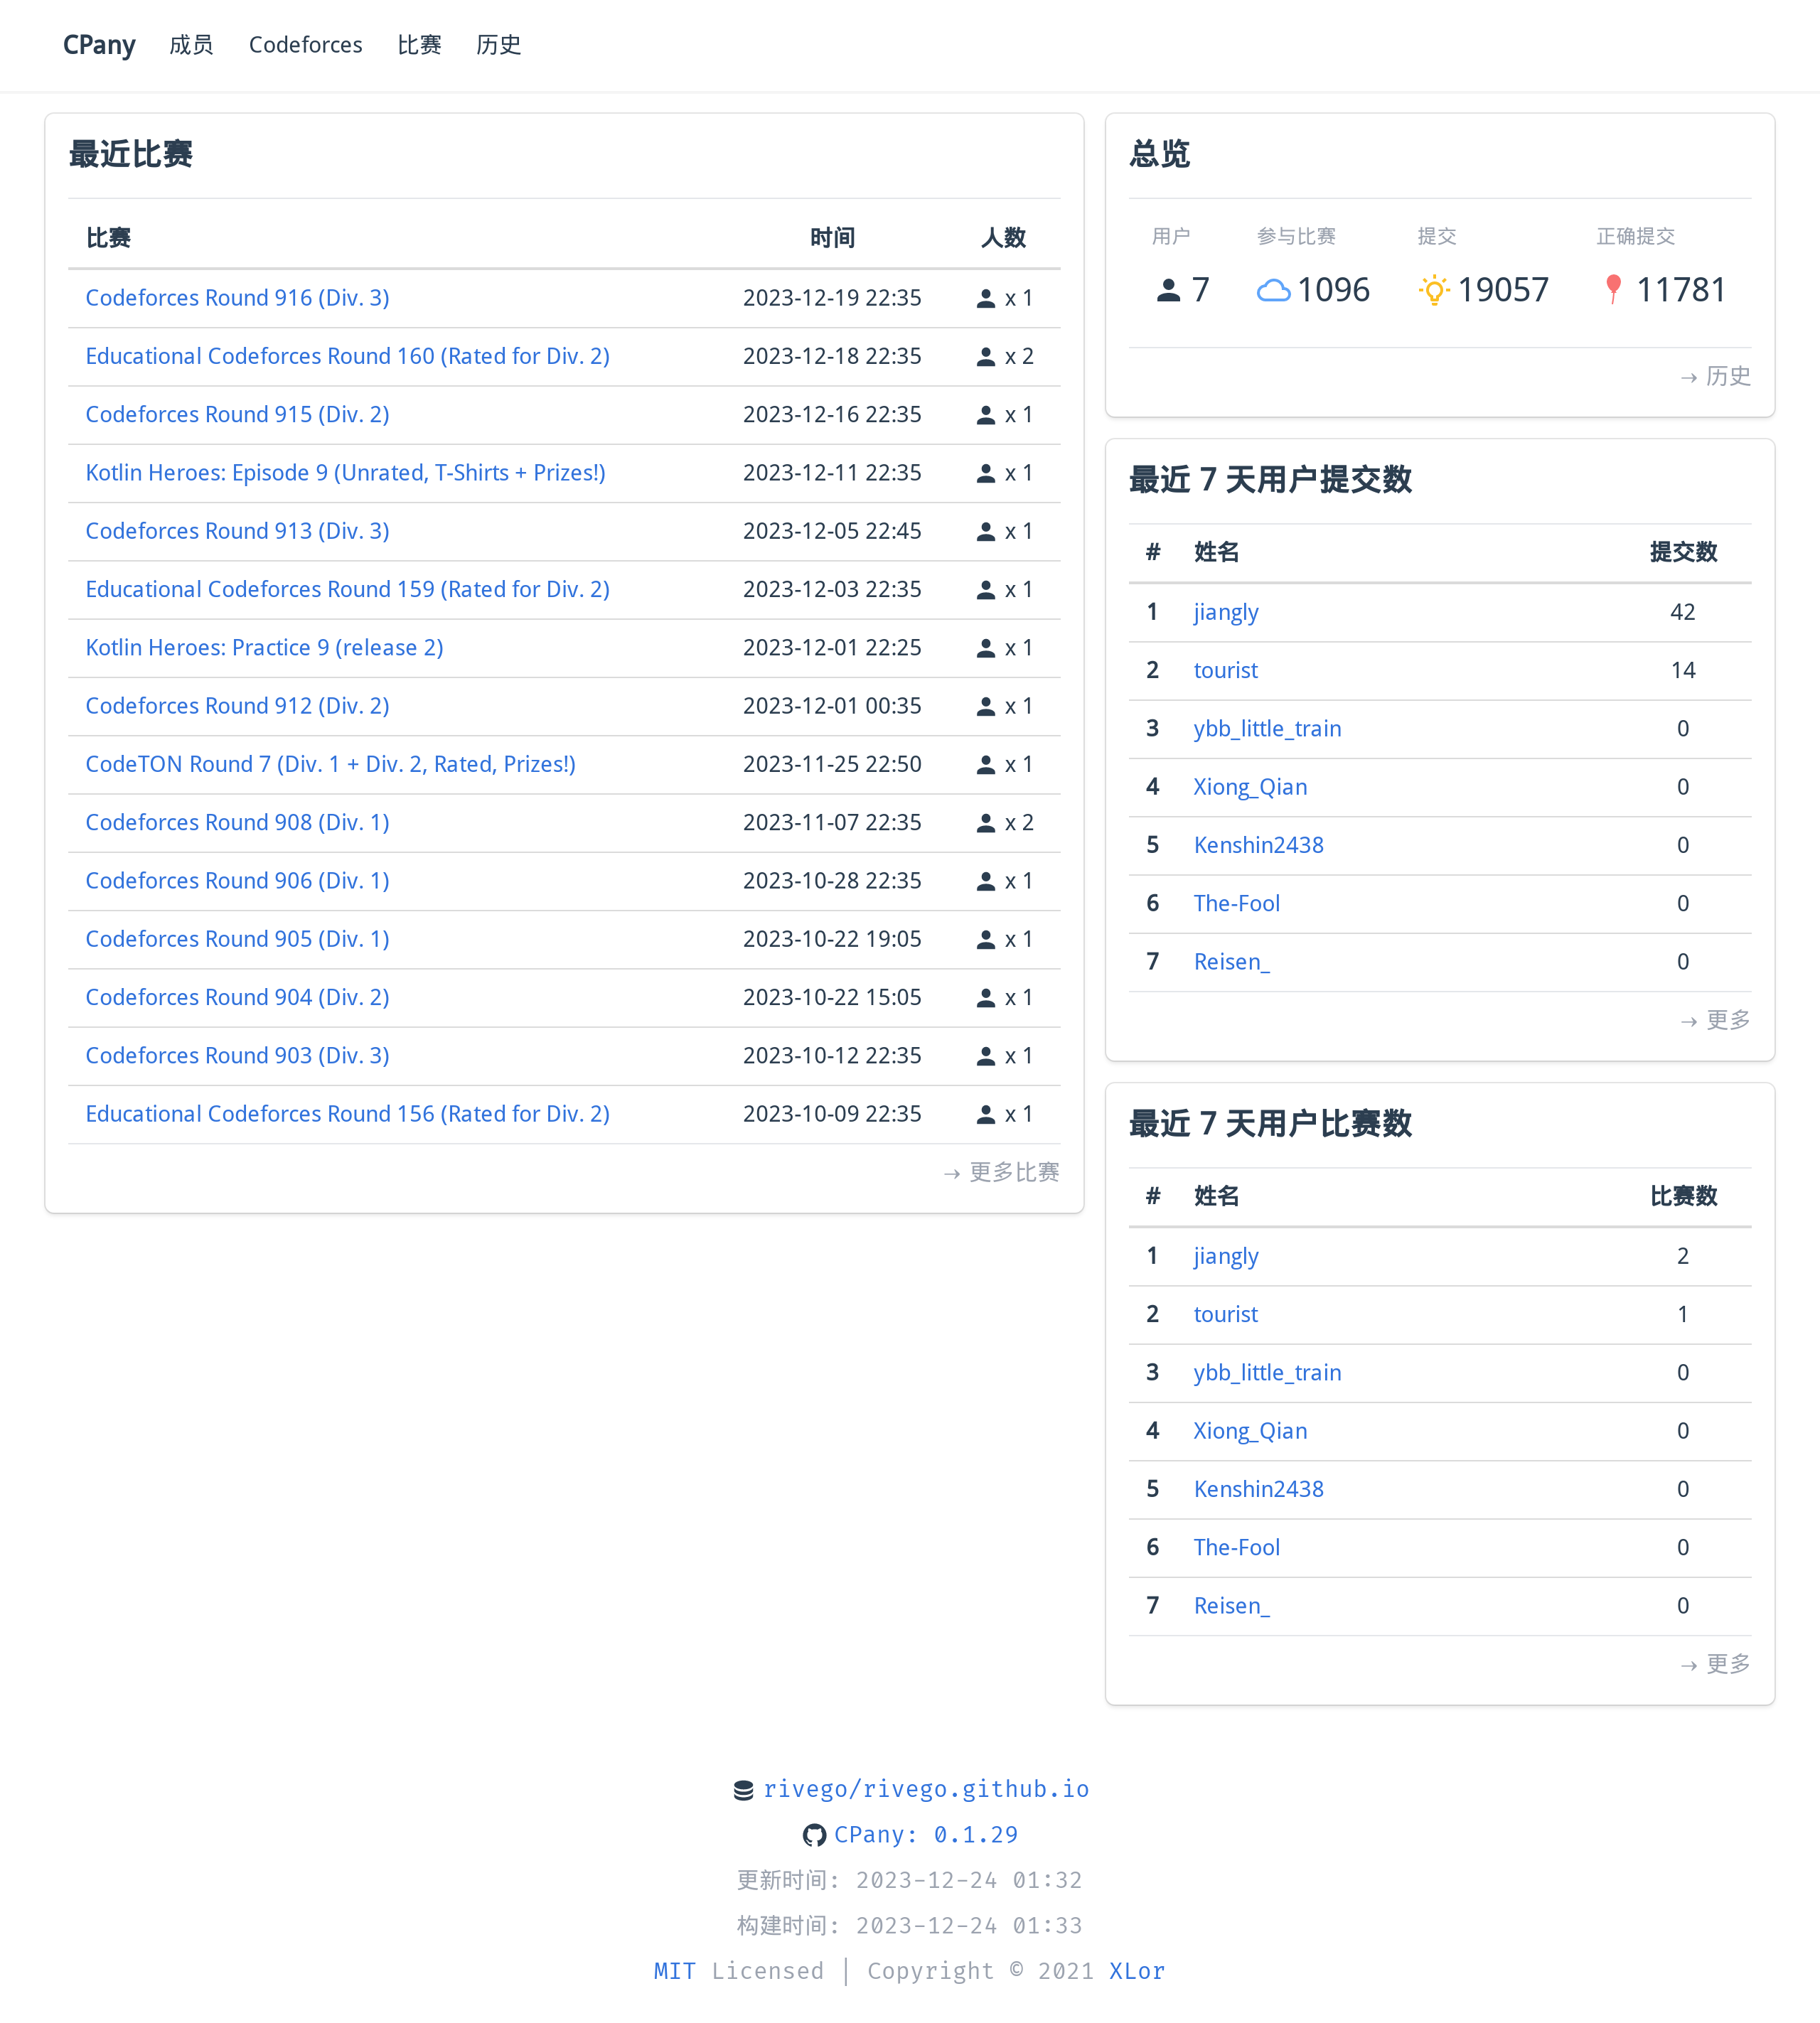 CPany 成员 Codeforces 比赛 历史
最近比赛
比赛 时间 人数
Codeforces Round 916 (Div. 3) 2023-12-19 22:35 x 1
Educational Codeforces Round 160 (Rated for Div. 2) 2023-12-18 22:35 x 2
Codeforces Round 915 (Div. 2) 2023-12-16 22:35 x 1
Kotlin Heroes: Episode 9 (Unrated, T-Shirts + Prizes!) 2023-12-11 22:35 x 1
Codeforces Round 913 (Div. 3) 2023-12-05 22:45 x 1
Educational Codeforces Round 159 (Rated for Div. 2) 2023-12-03 22:35 x 1
Kotlin Heroes: Practice 9 (release 2) 2023-12-01 22:25 x 1
Codeforces Round 912 (Div. 2) 2023-12-01 00:35 x 1
CodeTON Round 7 (Div. 1 + Div. 2, Rated, Prizes!) 2023-11-25 22:50 x 1
Codeforces Round 908 (Div. 1) 2023-11-07 22:35 x 2
Codeforces Round 906 (Div. 1) 2023-10-28 22:35 x 1
Codeforces Round 905 (Div. 1) 2023-10-22 19:05 x 1
Codeforces Round 904 (Div. 2) 2023-10-22 15:05 x 1
Codeforces Round 903 (Div. 3) 2023-10-12 22:35 x 1
Educational Codeforces Round 156 (Rated for Div. 2) 2023-10-09 22:35 x 1
→ 更多比赛
总览
用户 参与比赛 提交 正确提交
7 1096 19057 11781
→ 历史
最近 7 天用户提交数
# 姓名 提交数
1 jiangly 42
2 tourist 14
3 ybb_little_train 0
4 Xiong_Qian 0
5 Kenshin2438 0
6 The-Fool 0
7 Reisen_ 0
→ 更多
最近 7 天用户比赛数
# 姓名 比赛数
1 jiangly 2
2 tourist 1
3 ybb_little_train 0
4 Xiong_Qian 0
5 Kenshin2438 0
6 The-Fool 0
7 Reisen_ 0
→ 更多
rivego/rivego.github.io
CPany: 0.1.29
更新时间: 2023-12-24 01:32
构建时间: 2023-12-24 01:33
MIT Licensed | Copyright © 2021 XLor